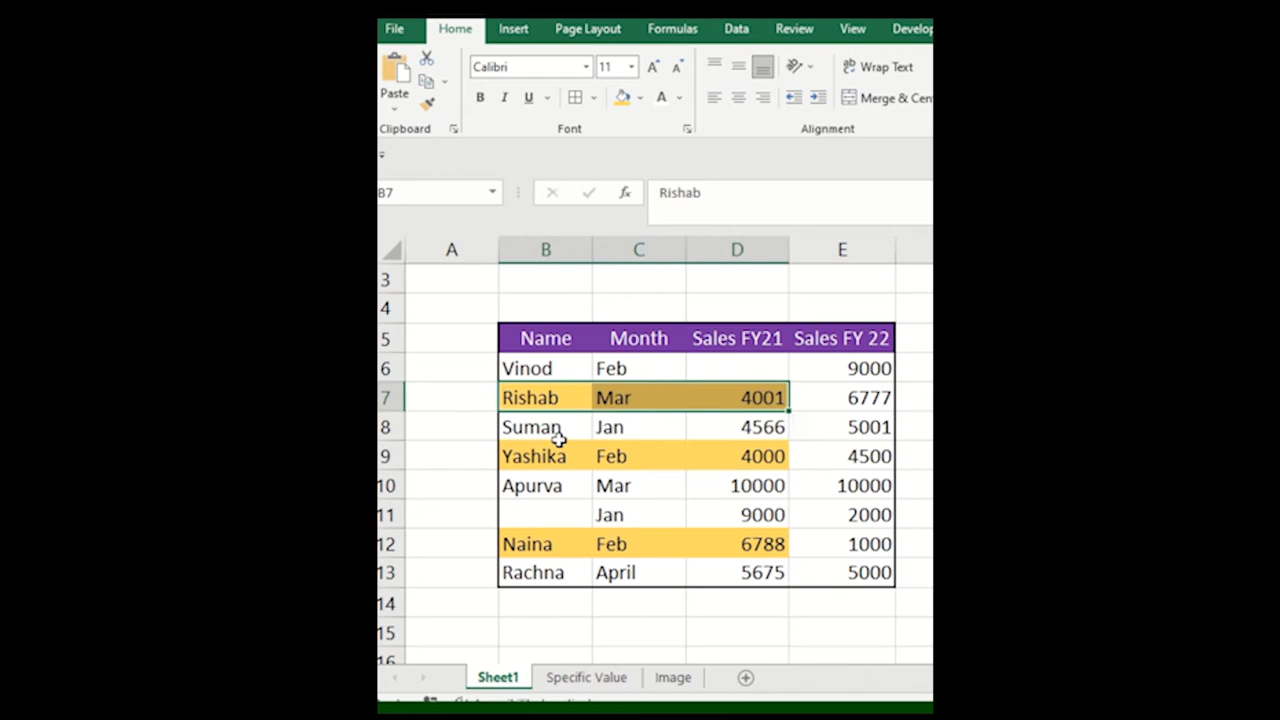 File Home Insert Page Layout Formulas Data Review View Develop
Calibri 11 Wrap Text
Paste B I U A Merge & Cen
Clipboard Font Alignment
B7 fx Rishab
A B C D E
3
4
5 Name Month Sales FY21 Sales FY 22
6 Vinod Feb 9000
7 Rishab Mar 4001 6777
8 Suman Jan 4566 5001
9 Yashika Feb 4000 4500
10 Apurva Mar 10000 10000
11 Jan 9000 2000
12 Naina Feb 6788 1000
13 Rachna April 5675 5000
14
15
16
Sheet1 Specific Value Image